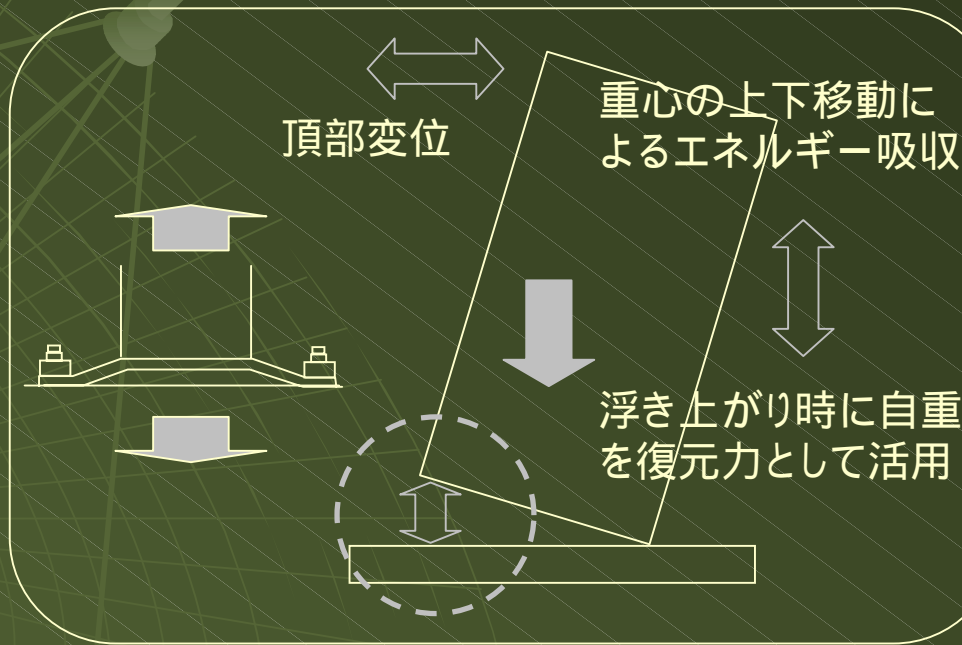 頂部変位
重心の上下移動に
よるエネルギー吸収
浮き上がり時に自重
を復元力として活用